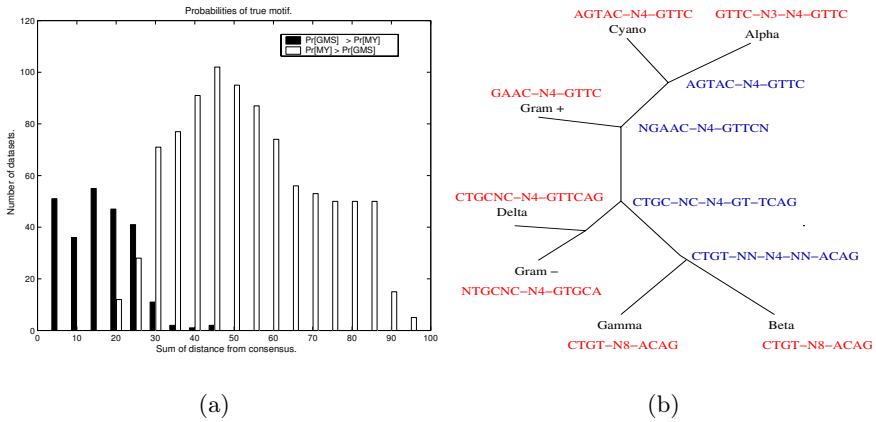 Probabilities of true motif.
120
100
80
60
40
20
0
Number of datasets.
Pr[GMS] > Pr[MY]
Pr[MY] > Pr[GMS]
0 10 20 30 40 50 60 70 80 90 100
Sum of distance from consensus.
(a)
AGTAC−N4−GTTC GTTC−N3−N4−GTTC
Cyano Alpha
AGTAC−N4−GTTC
GAAC−N4−GTTC
Gram +
NGAAC−N4−GTTCN
CTGCNC−N4−GTTCAG
Delta
CTGC−NC−N4−GT−TCAG
CTGT−NN−N4−NN−ACAG
Gram −
NTGCNC−N4−GTGCA
Gamma Beta
CTGT−N8−ACAG CTGT−N8−ACAG
(b)